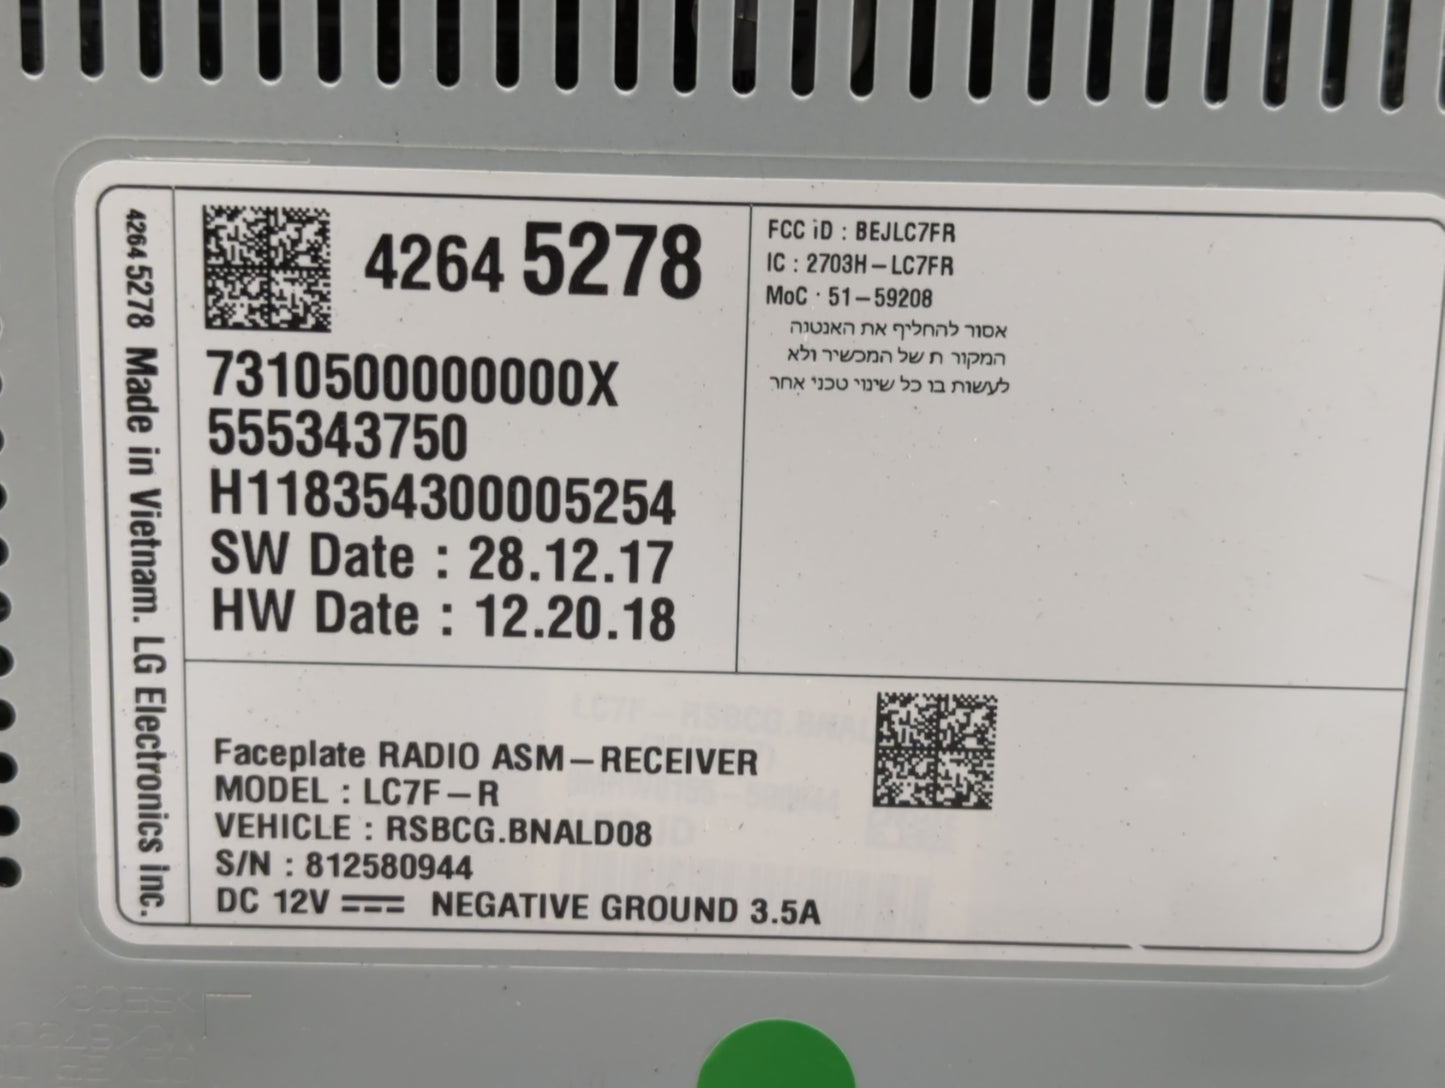 4264 5278 Made in Vietnam. LG Electronics inc.
4264 5278
7310500000000X
555343750
H118354300005254
SW Date : 28.12.17
HW Date : 12.20.18
FCC iD : BEJLC7FR
IC : 2703H-LC7FR
MoC · 51-59208
אסור להחליף את האנטנה
המקור ת של המכשיר ולא
לעשות בו כל שינוי טכני אחר
Faceplate RADIO ASM-RECEIVER
MODEL : LC7F-R
VEHICLE : RSBCG.BNALD08
S/N : 812580944
DC 12V NEGATIVE GROUND 3.5A